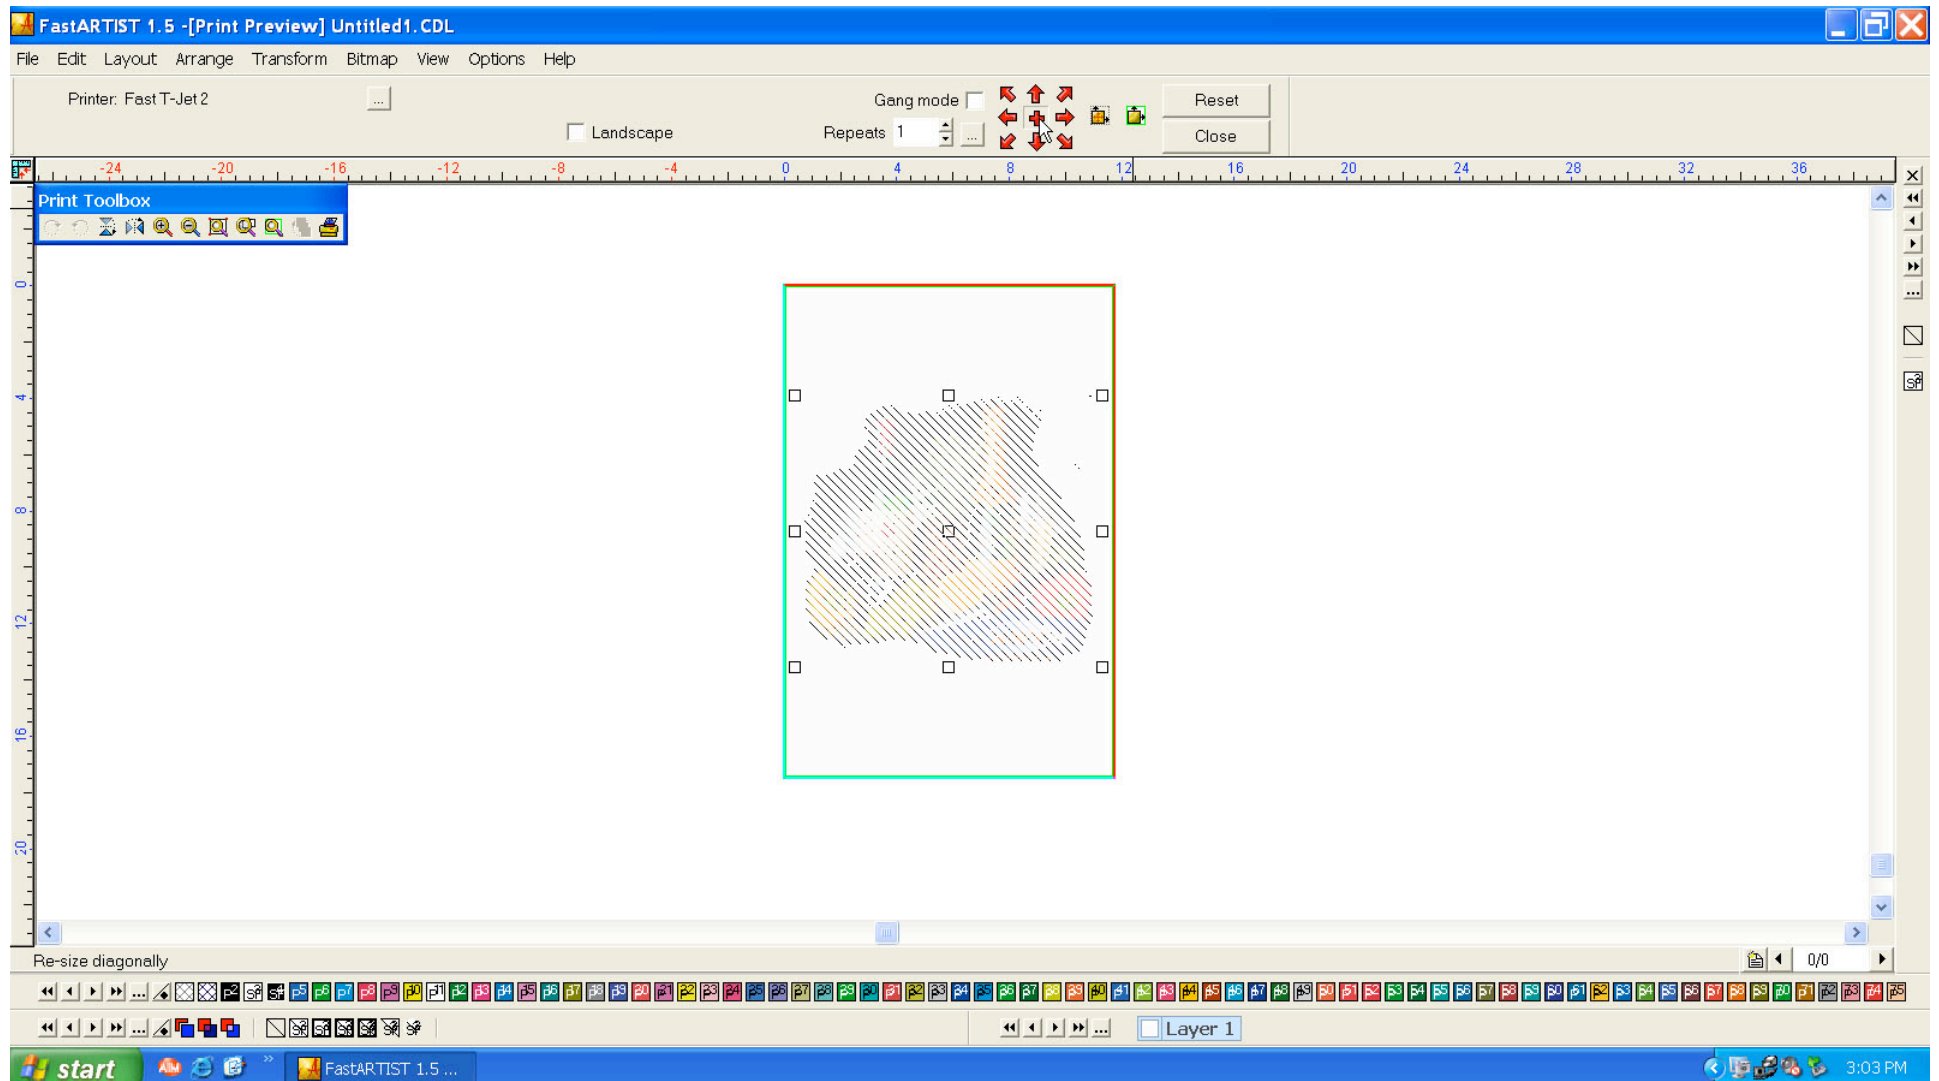 FastARTIST 1.5 -[Print Preview] Untitled1.CDL
File Edit Layout Arrange Transform Bitmap View Options Help
Printer: Fast T-Jet 2
...
Gang mode
Reset
Landscape
Repeats 1
...
Close
-24 -20 -16 -12 -8 -4 0 4 8 12 16 20 24 28 32 36
Print Toolbox
0
4
8
12
16
20
Re-size diagonally
0/0
Layer 1
start
FastARTIST 1.5 ...
3:03 PM